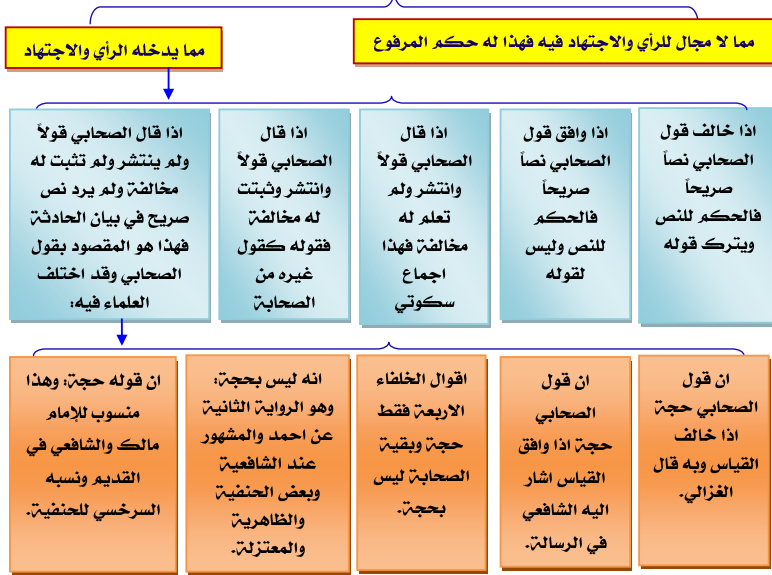 مما لا مجال للرأي والاجتهاد فيه فهذا له حكم المرفوع
مما يدخله الرأي والاجتهاد
اذا خالف قول
الصحابي نصاً
صريحاً
فالحكم للنص
ويترك قوله
اذا وافق قول
الصحابي نصاً
صريحاً
فالحكم
للنص وليس
لقوله
اذا قال
الصحابي قولاً
وانتشر ولم
تعلم له
مخالفة فهذا
اجماع
سكوتي
اذا قال
الصحابي قولاً
وانتشر وثبتت
له مخالفة
فقوله كقول
غيره من
الصحابة
اذا قال الصحابي قولاً
ولم ينتشر ولم تثبت له
مخالفة ولم يرد نص
صريح في بيان الحادثة
فهذا هو المقصود بقول
الصحابي وقد اختلف
العلماء فيه:
ان قول
الصحابي حجة
اذا خالف
القياس وبه قال
الغزالي.
ان قول
الصحابي
حجة اذا وافق
القياس اشار
اليه الشافعي
في الرسالة.
اقوال الخلفاء
الاربعة فقط
حجة وبقية
الصحابة ليس
بحجة.
انه ليس بحجة:
وهو الرواية الثانية
عن احمد والمشهور
عند الشافعية
وبعض الحنفية
والظاهرية
والمعتزلة.
ان قوله حجة: وهذا
منسوب للإمام
مالك والشافعي في
القديم ونسبه
السرخسي للحنفية.